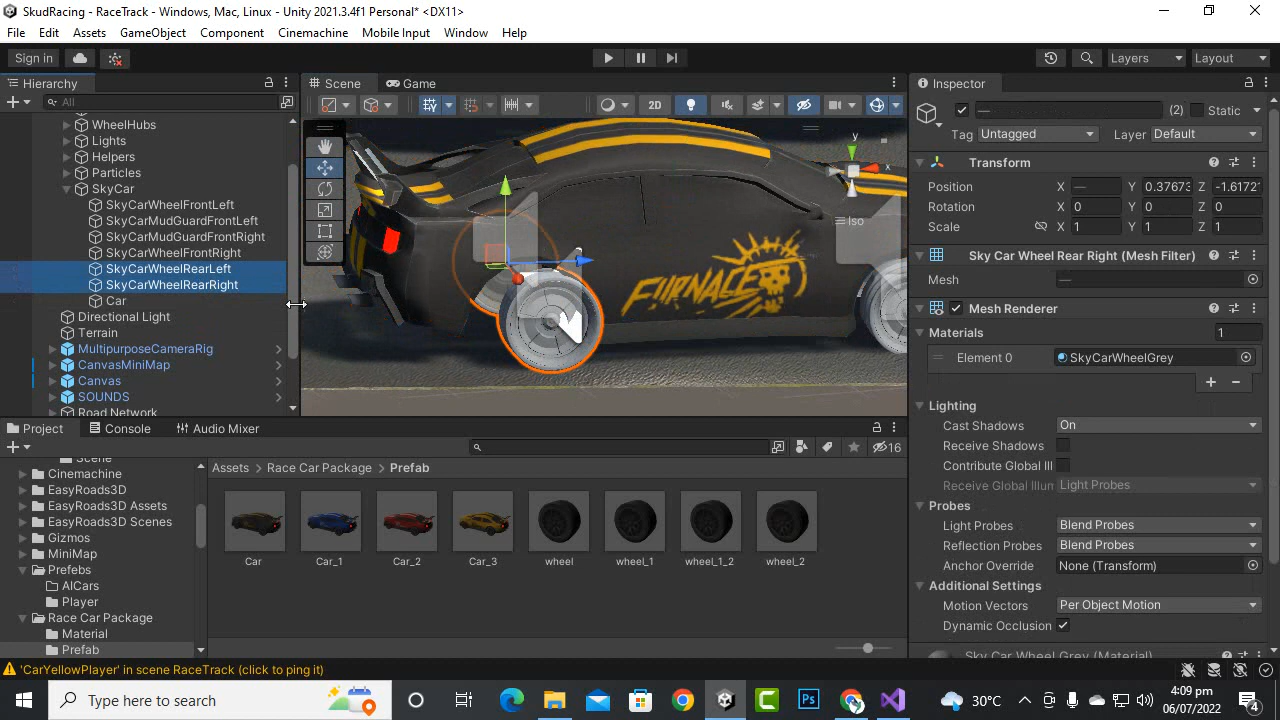 SkudRacing - RaceTrack - Windows, Mac, Linux - Unity 2021.3.4f1 Personal* <DX11>
File Edit Assets GameObject Component Cinemachine Mobile Input Window Help
Sign in Layers Layout
Hierarchy Scene Game Inspector
All 2D
WheelHubs
Lights
Helpers
Particles
SkyCar
SkyCarWheelFrontLeft
SkyCarMudGuardFrontLeft
SkyCarMudGuardFrontRight
SkyCarWheelFrontRight
SkyCarWheelRearLeft
SkyCarWheelRearRight
Car
Directional Light
Terrain
MultipurposeCameraRig
CanvasMiniMap
Canvas
SOUNDS
Road Network
y
x
Iso
FURNACE
— (2) Static
Tag Untagged Layer Default
Transform
Position X — Y 0.37673 Z -1.6172
Rotation X 0 Y 0 Z 0
Scale X 1 Y 1 Z 1
Sky Car Wheel Rear Right (Mesh Filter)
Mesh —
Mesh Renderer
Materials 1
Element 0 SkyCarWheelGrey
Lighting
Cast Shadows On
Receive Shadows
Contribute Global Ill
Receive Global Illum Light Probes
Probes
Light Probes Blend Probes
Reflection Probes Blend Probes
Anchor Override None (Transform)
Additional Settings
Motion Vectors Per Object Motion
Dynamic Occlusion
Sky Car Wheel Grey (Material)
Project Console Audio Mixer
16
Scene
Cinemachine
EasyRoads3D
EasyRoads3D Assets
EasyRoads3D Scenes
Gizmos
MiniMap
Prefebs
AICars
Player
Race Car Package
Material
Prefab
Assets > Race Car Package > Prefab
Car Car_1 Car_2 Car_3 wheel wheel_1 wheel_1_2 wheel_2
'CarYellowPlayer' in scene RaceTrack (click to ping it)
Type here to search
Ps
30°C
4:09 pm
06/07/2022
4